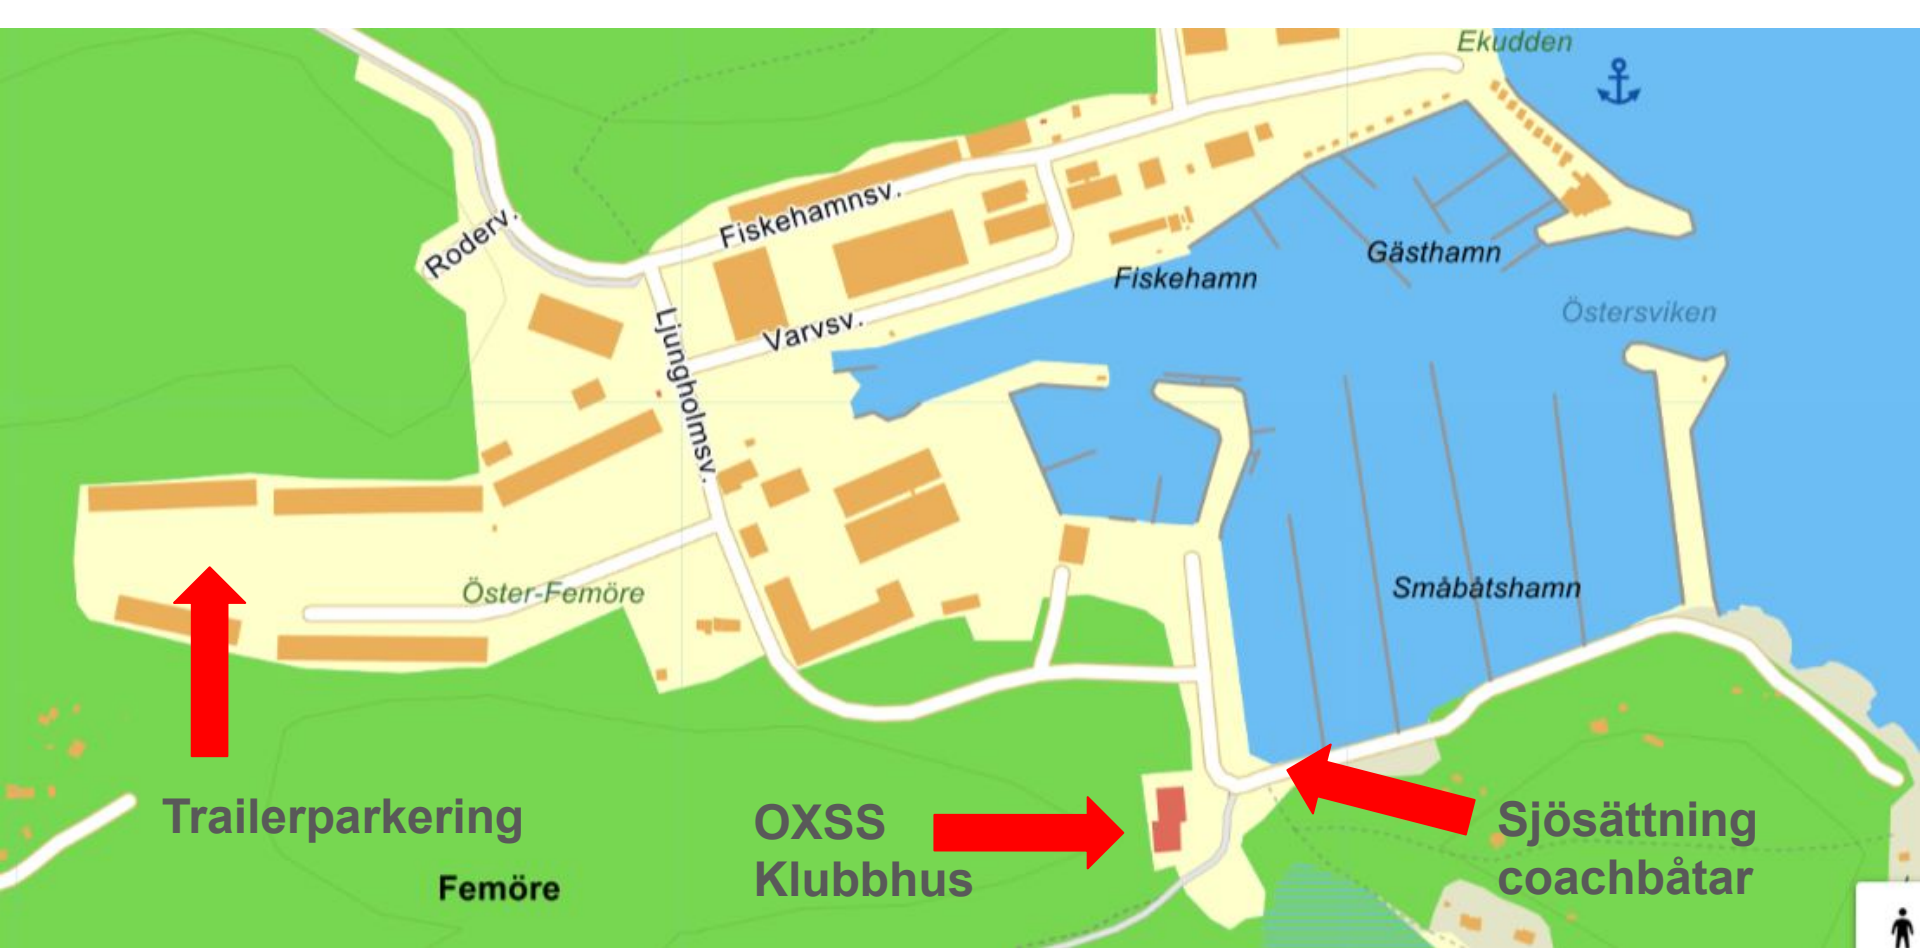 Ekudden
Roderv.
Fiskehamnsv.
Gästhamn
Fiskehamn
Östersviken
Varvsv.
Ljungholmsv.
Öster-Femöre
Småbåtshamn
Trailerparkering
OXSS
Klubbhus
Sjösättning
coachbåtar
Femöre